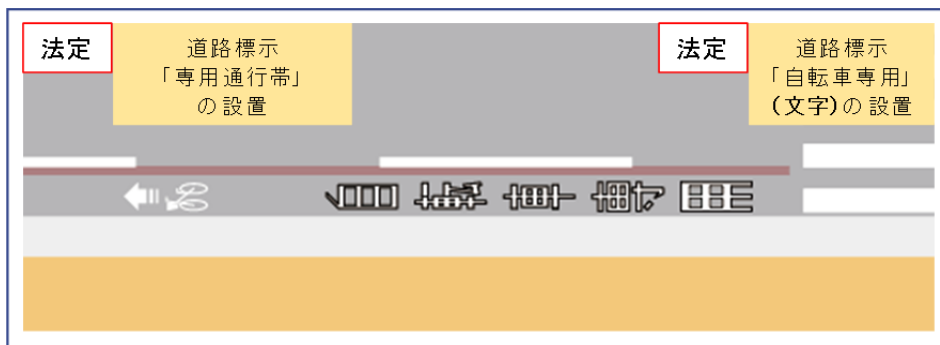 法定
道路標示
「専用通行帯」
の設置
法定
道路標示
「自転車専用」
(文字)の設置
自転車専用